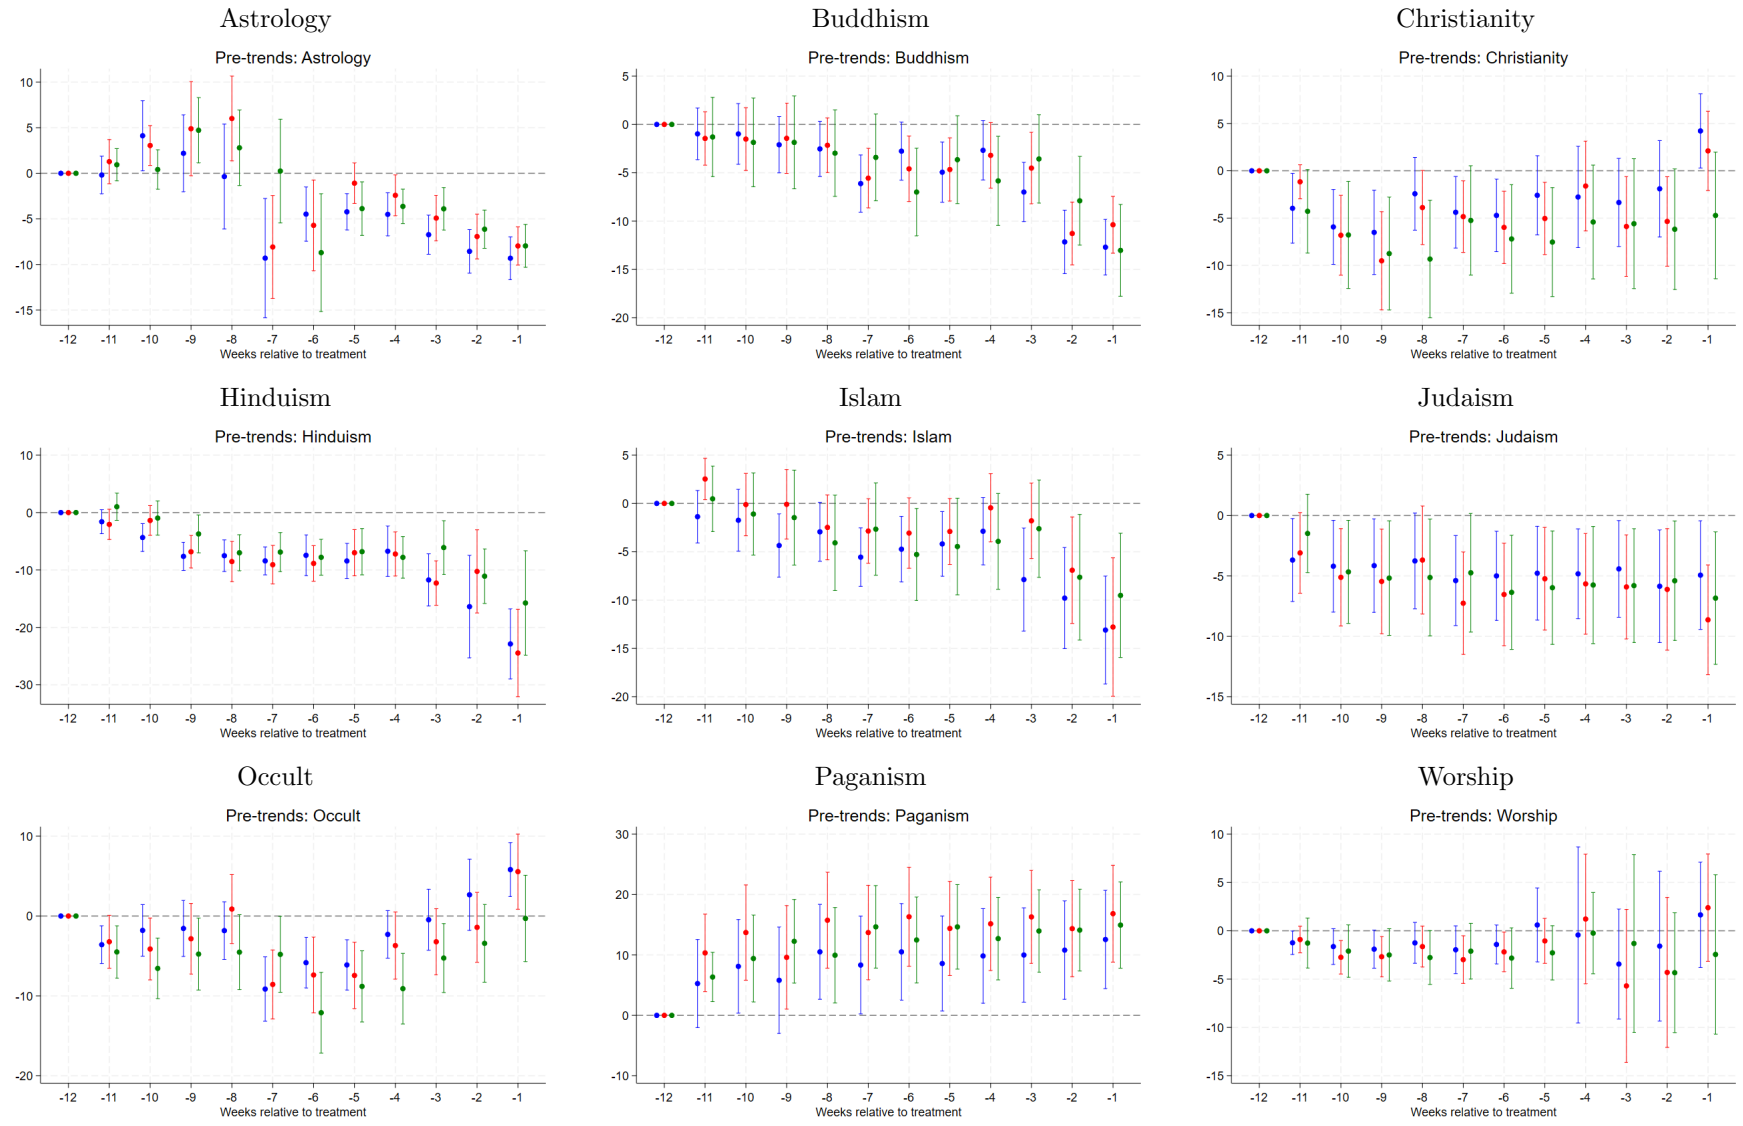 Astrology
Pre-trends: Astrology
10
5
0
-5
-10
-15
-12 -11 -10 -9 -8 -7 -6 -5 -4 -3 -2 -1
Weeks relative to treatment
Buddhism
Pre-trends: Buddhism
5
0
-5
-10
-15
-20
-12 -11 -10 -9 -8 -7 -6 -5 -4 -3 -2 -1
Weeks relative to treatment
Christianity
Pre-trends: Christianity
10
5
0
-5
-10
-15
-12 -11 -10 -9 -8 -7 -6 -5 -4 -3 -2 -1
Weeks relative to treatment
Hinduism
Pre-trends: Hinduism
10
0
-10
-20
-30
-12 -11 -10 -9 -8 -7 -6 -5 -4 -3 -2 -1
Weeks relative to treatment
Islam
Pre-trends: Islam
5
0
-5
-10
-15
-20
-12 -11 -10 -9 -8 -7 -6 -5 -4 -3 -2 -1
Weeks relative to treatment
Judaism
Pre-trends: Judaism
5
0
-5
-10
-15
-12 -11 -10 -9 -8 -7 -6 -5 -4 -3 -2 -1
Weeks relative to treatment
Occult
Pre-trends: Occult
10
0
-10
-20
-12 -11 -10 -9 -8 -7 -6 -5 -4 -3 -2 -1
Weeks relative to treatment
Paganism
Pre-trends: Paganism
30
20
10
0
-10
-12 -11 -10 -9 -8 -7 -6 -5 -4 -3 -2 -1
Weeks relative to treatment
Worship
Pre-trends: Worship
10
5
0
-5
-10
-15
-12 -11 -10 -9 -8 -7 -6 -5 -4 -3 -2 -1
Weeks relative to treatment